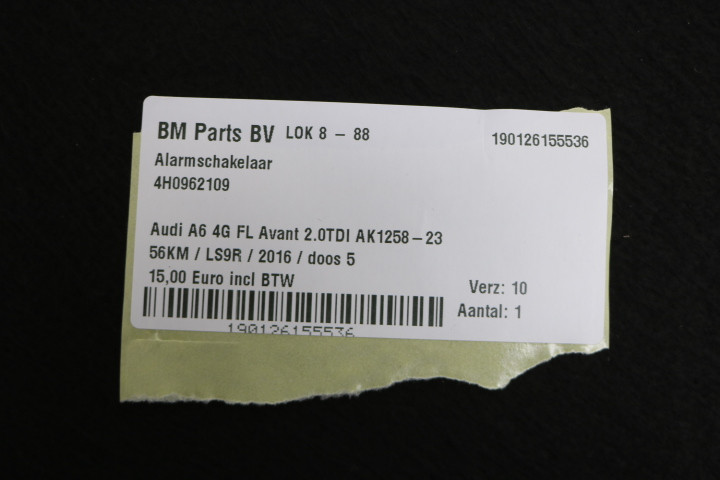 BM Parts BV LOK 8 - 88 190126155536
Alarmschakelaar
4H0962109
Audi A6 4G FL Avant 2.0TDI AK1258-23
56KM / LS9R / 2016 / doos 5
15,00 Euro incl BTW
Verz: 10
Aantal: 1
190126155536